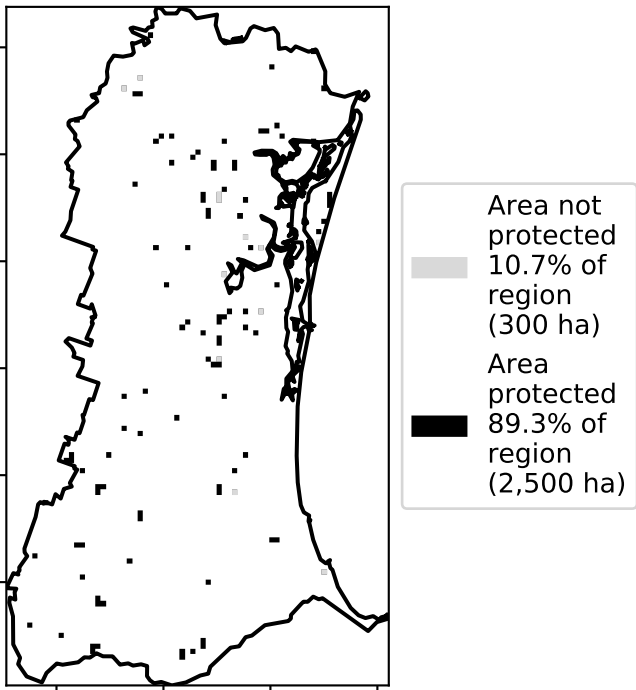 Area not
protected
10.7% of
region
(300 ha)
Area
protected
89.3% of
region
(2,500 ha)